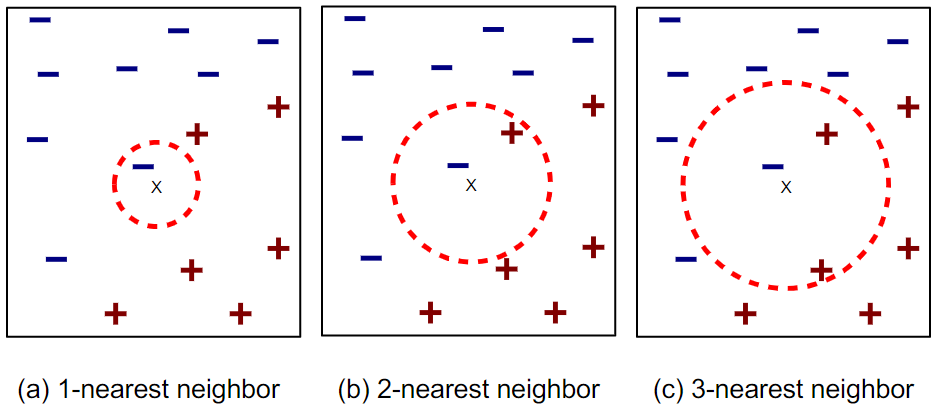 X
X
X
(a) 1-nearest neighbor
(b) 2-nearest neighbor
(c) 3-nearest neighbor